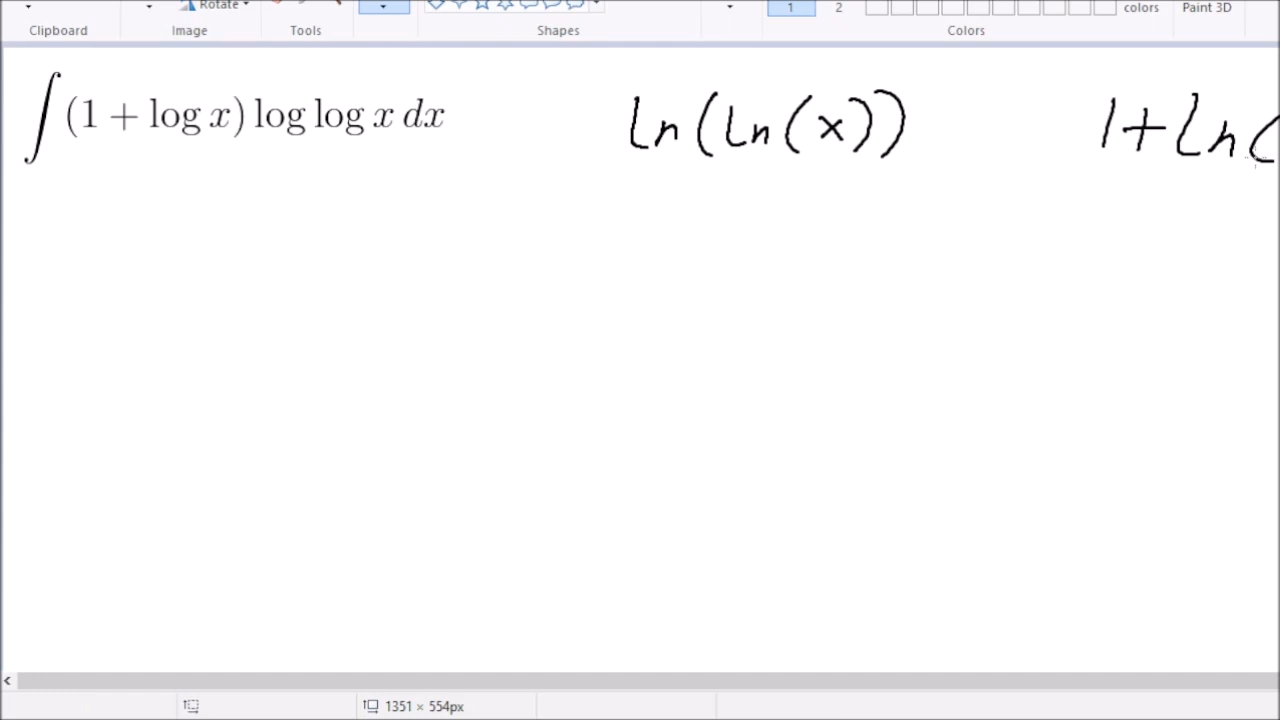 Rotate
1 2 colors Paint 3D
Clipboard Image Tools Shapes Colors
∫(1 + log x) log log x dx ln(ln(x)) 1+ln(
<
1351 × 554px